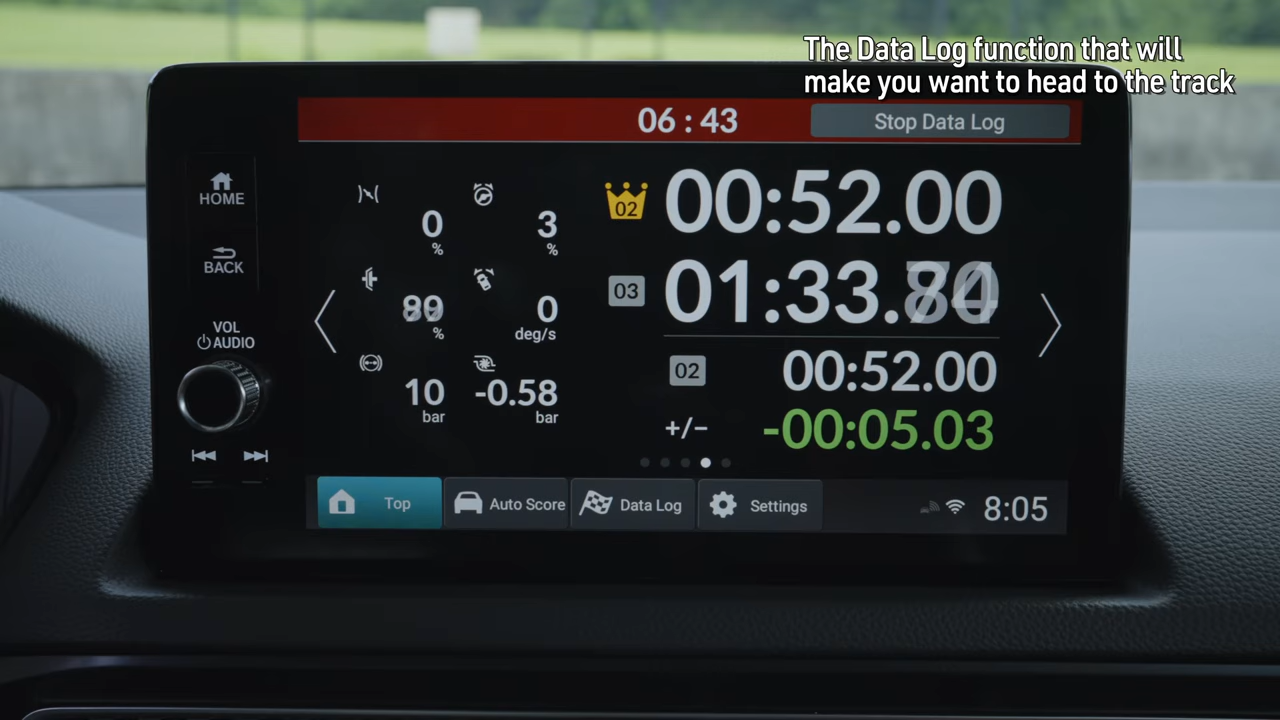 The Data Log function that will
make you want to head to the track
06 : 43
Stop Data Log
HOME
BACK
VOL
AUDIO
0
%
3
%
%
0
deg/s
10
bar
-0.58
bar
02
00:52.00
03
01:33.
02
00:52.00
+/−
-00:05.03
Top
Auto Score
Data Log
Settings
8:05